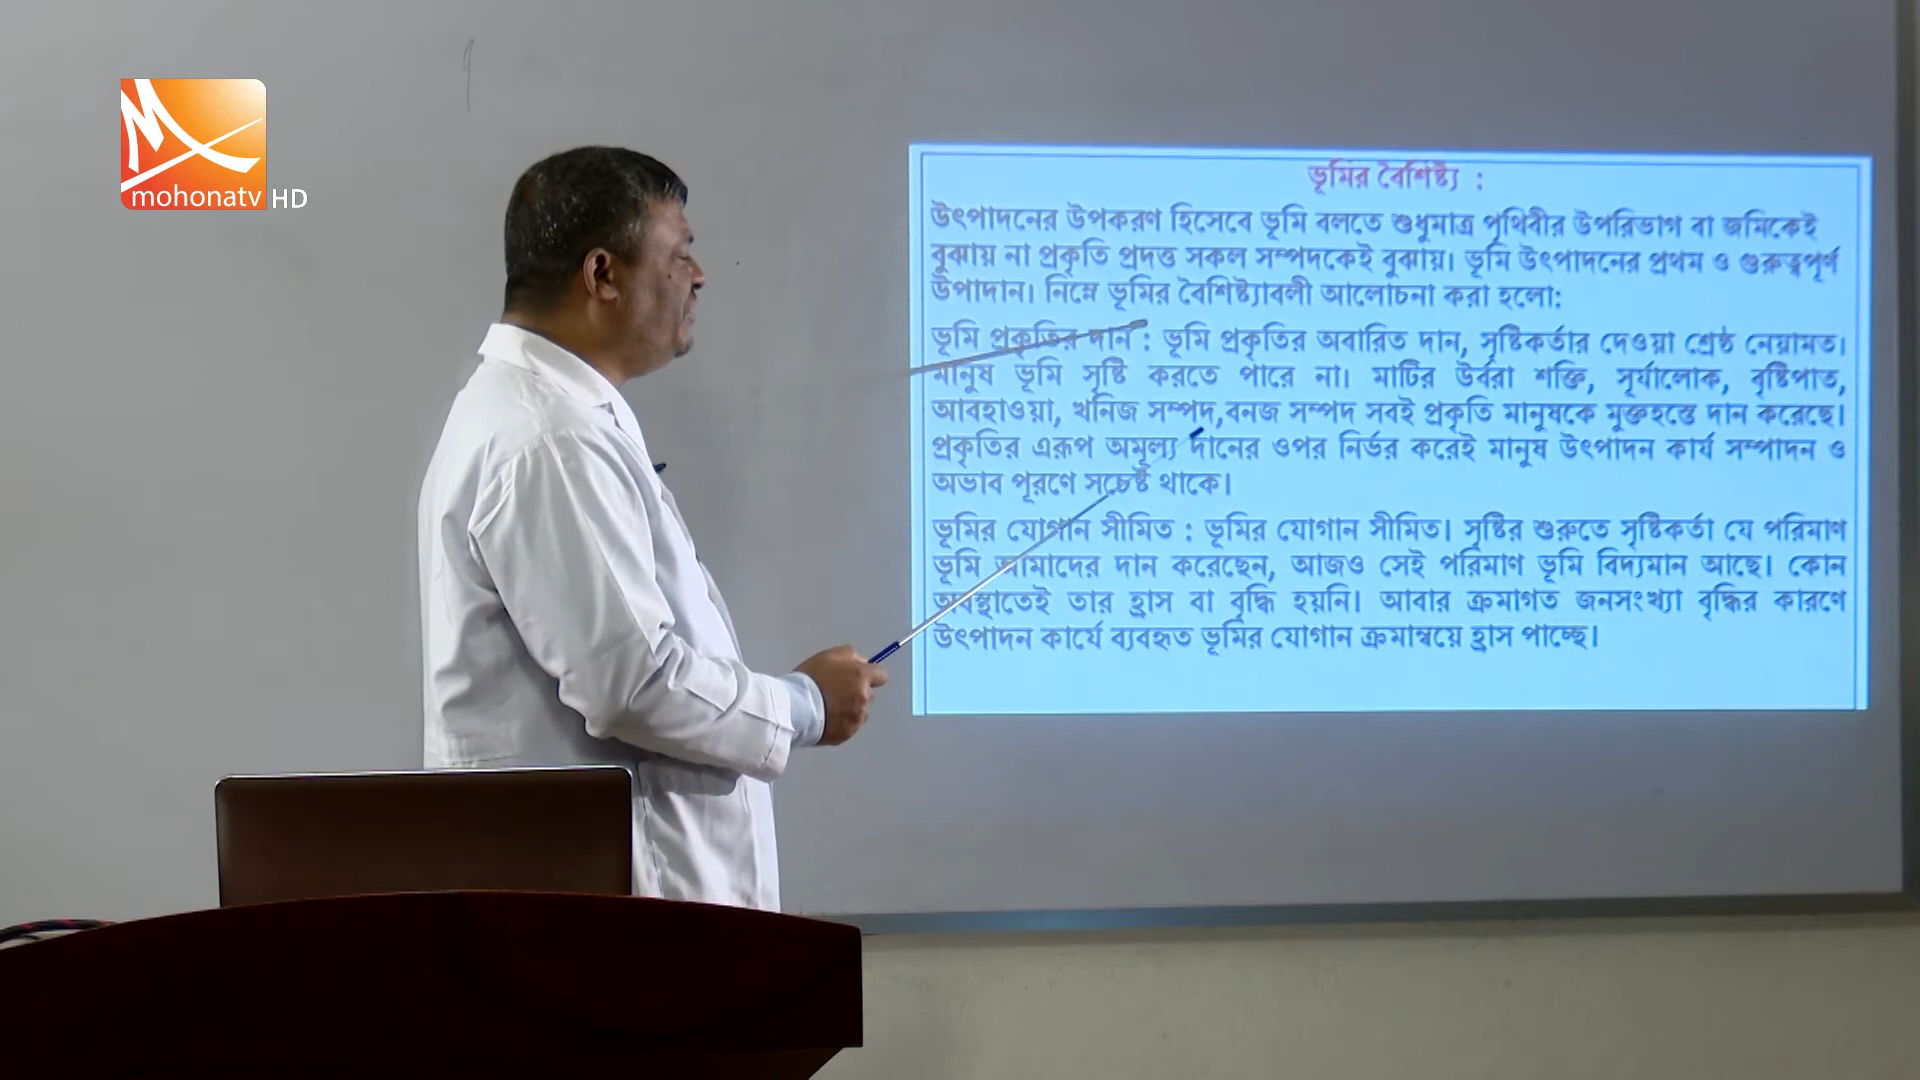 mohonatv HD
ভূমির বৈশিষ্ট্য :
উৎপাদনের উপকরণ হিসেবে ভূমি বলতে শুধুমাত্র পৃথিবীর উপরিভাগ বা জমিকেই
বুঝায় না প্রকৃতি প্রদত্ত সকল সম্পদকেই বুঝায়। ভূমি উৎপাদনের প্রথম ও গুরুত্বপূর্ণ
উপাদান। নিম্নে ভূমির বৈশিষ্ট্যাবলী আলোচনা করা হলো:
ভূমি প্রকৃতির দান : ভূমি প্রকৃতির অবারিত দান, সৃষ্টিকর্তার দেওয়া শ্রেষ্ঠ নেয়ামত।
মানুষ ভূমি সৃষ্টি করতে পারে না। মাটির উর্বরা শক্তি, সূর্যালোক, বৃষ্টিপাত,
আবহাওয়া, খনিজ সম্পদ,বনজ সম্পদ সবই প্রকৃতি মানুষকে মুক্তহস্তে দান করেছে।
প্রকৃতির এরূপ অমূল্য দানের ওপর নির্ভর করেই মানুষ উৎপাদন কার্য সম্পাদন ও
অভাব পূরণে সচেষ্ট থাকে।
ভূমির যোগান সীমিত : ভূমির যোগান সীমিত। সৃষ্টির শুরুতে সৃষ্টিকর্তা যে পরিমাণ
ভূমি আমাদের দান করেছেন, আজও সেই পরিমাণ ভূমি বিদ্যমান আছে। কোন
অবস্থাতেই তার হ্রাস বা বৃদ্ধি হয়নি। আবার ক্রমাগত জনসংখ্যা বৃদ্ধির কারণে
উৎপাদন কার্যে ব্যবহৃত ভূমির যোগান ক্রমান্বয়ে হ্রাস পাচ্ছে।